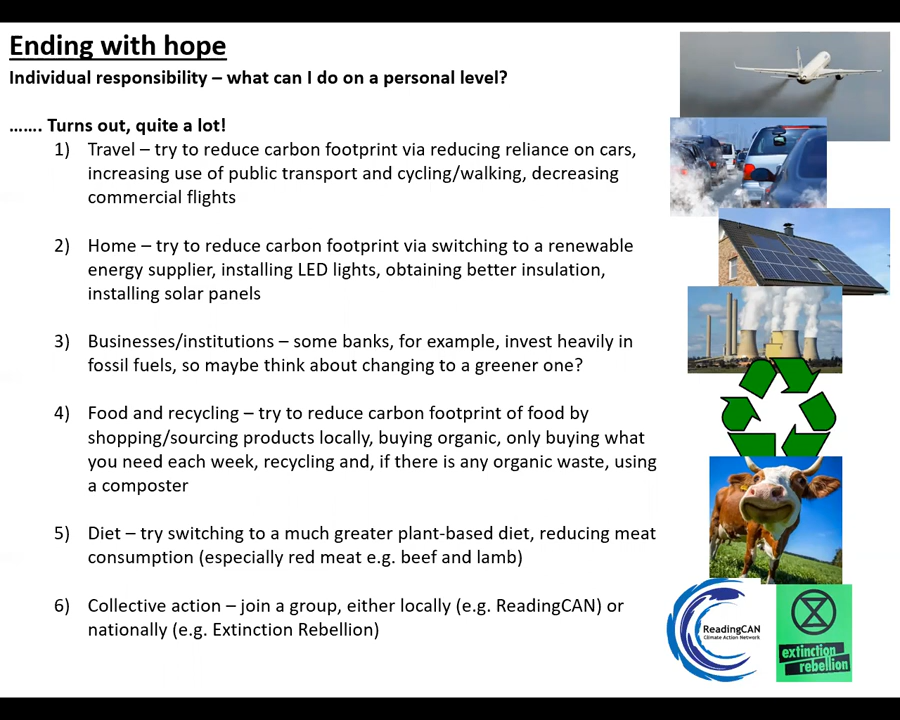 Ending with hope
Individual responsibility – what can I do on a personal level?
....... Turns out, quite a lot!
1) Travel – try to reduce carbon footprint via reducing reliance on cars,
increasing use of public transport and cycling/walking, decreasing
commercial flights
2) Home – try to reduce carbon footprint via switching to a renewable
energy supplier, installing LED lights, obtaining better insulation,
installing solar panels
3) Businesses/institutions – some banks, for example, invest heavily in
fossil fuels, so maybe think about changing to a greener one?
4) Food and recycling – try to reduce carbon footprint of food by
shopping/sourcing products locally, buying organic, only buying what
you need each week, recycling and, if there is any organic waste, using
a composter
5) Diet – try switching to a much greater plant-based diet, reducing meat
consumption (especially red meat e.g. beef and lamb)
6) Collective action – join a group, either locally (e.g. ReadingCAN) or
nationally (e.g. Extinction Rebellion)
ReadingCAN
Climate Action Network
extinction
rebellion